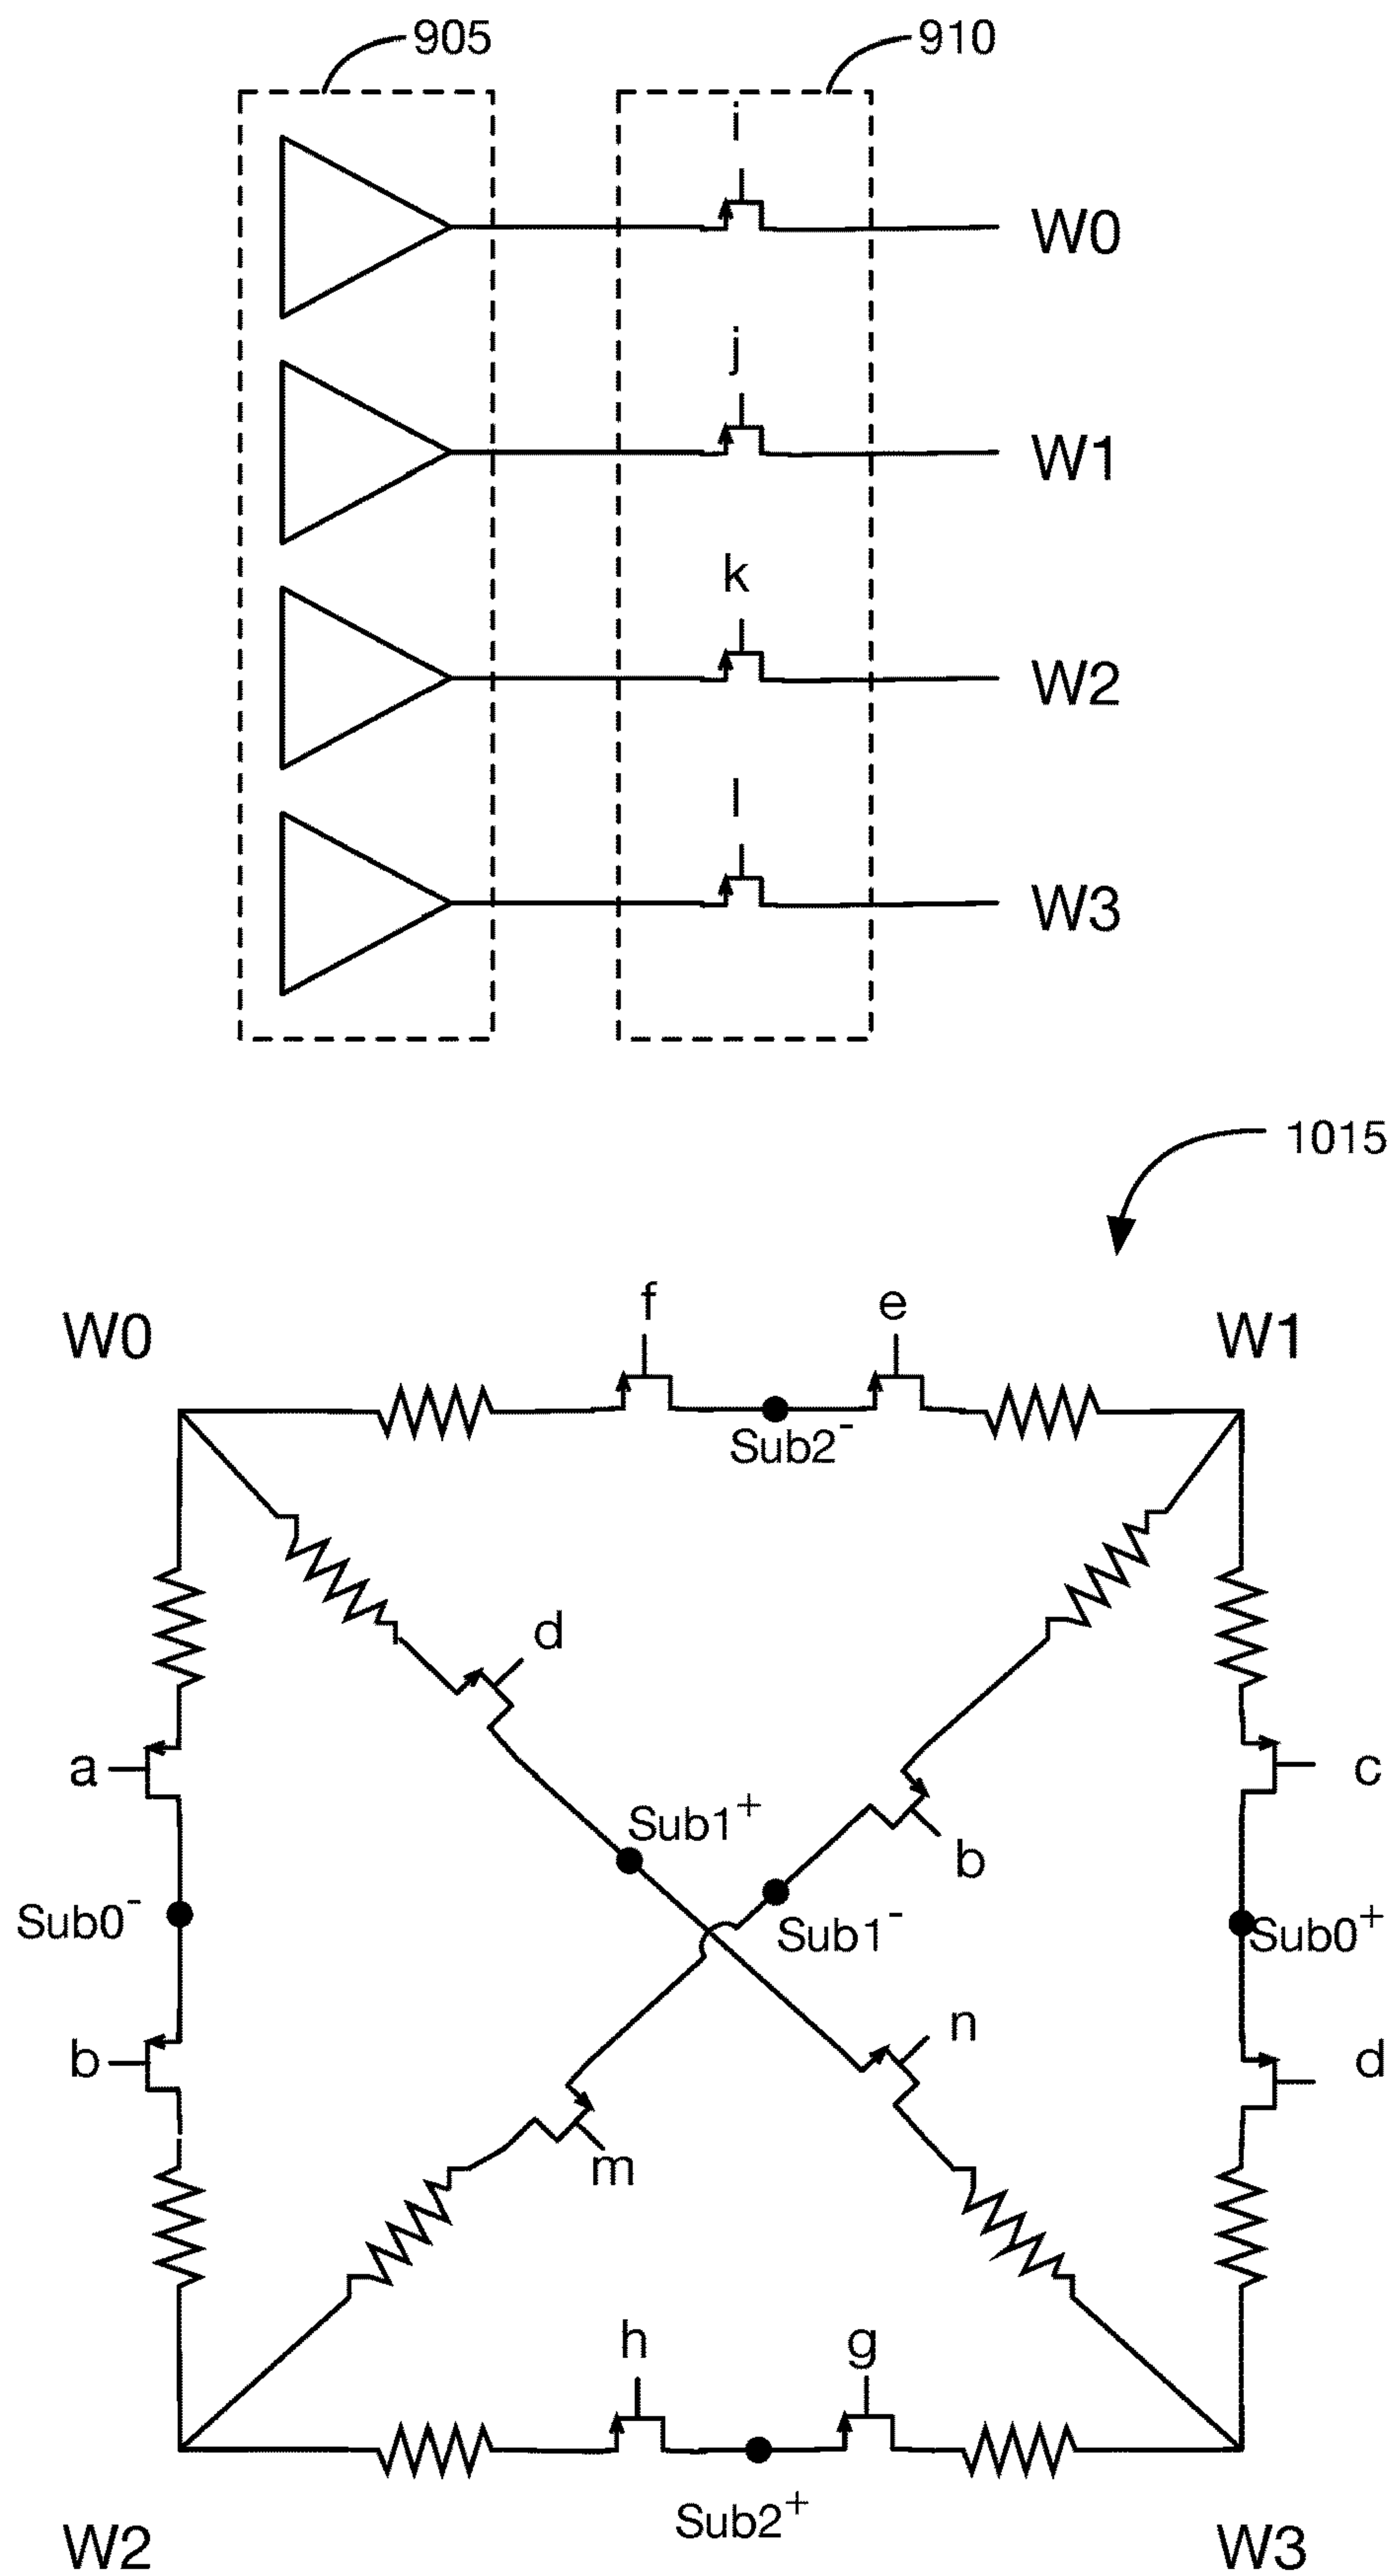 905
910
i
W0
j
W1
k
W2
l
W3
1015
W0
f
e
W1
Sub2⁻
d
a
Sub1⁺
c
b
Sub0⁻
Sub1⁻
Sub0⁺
n
b
d
m
h
g
Sub2⁺
W2
W3